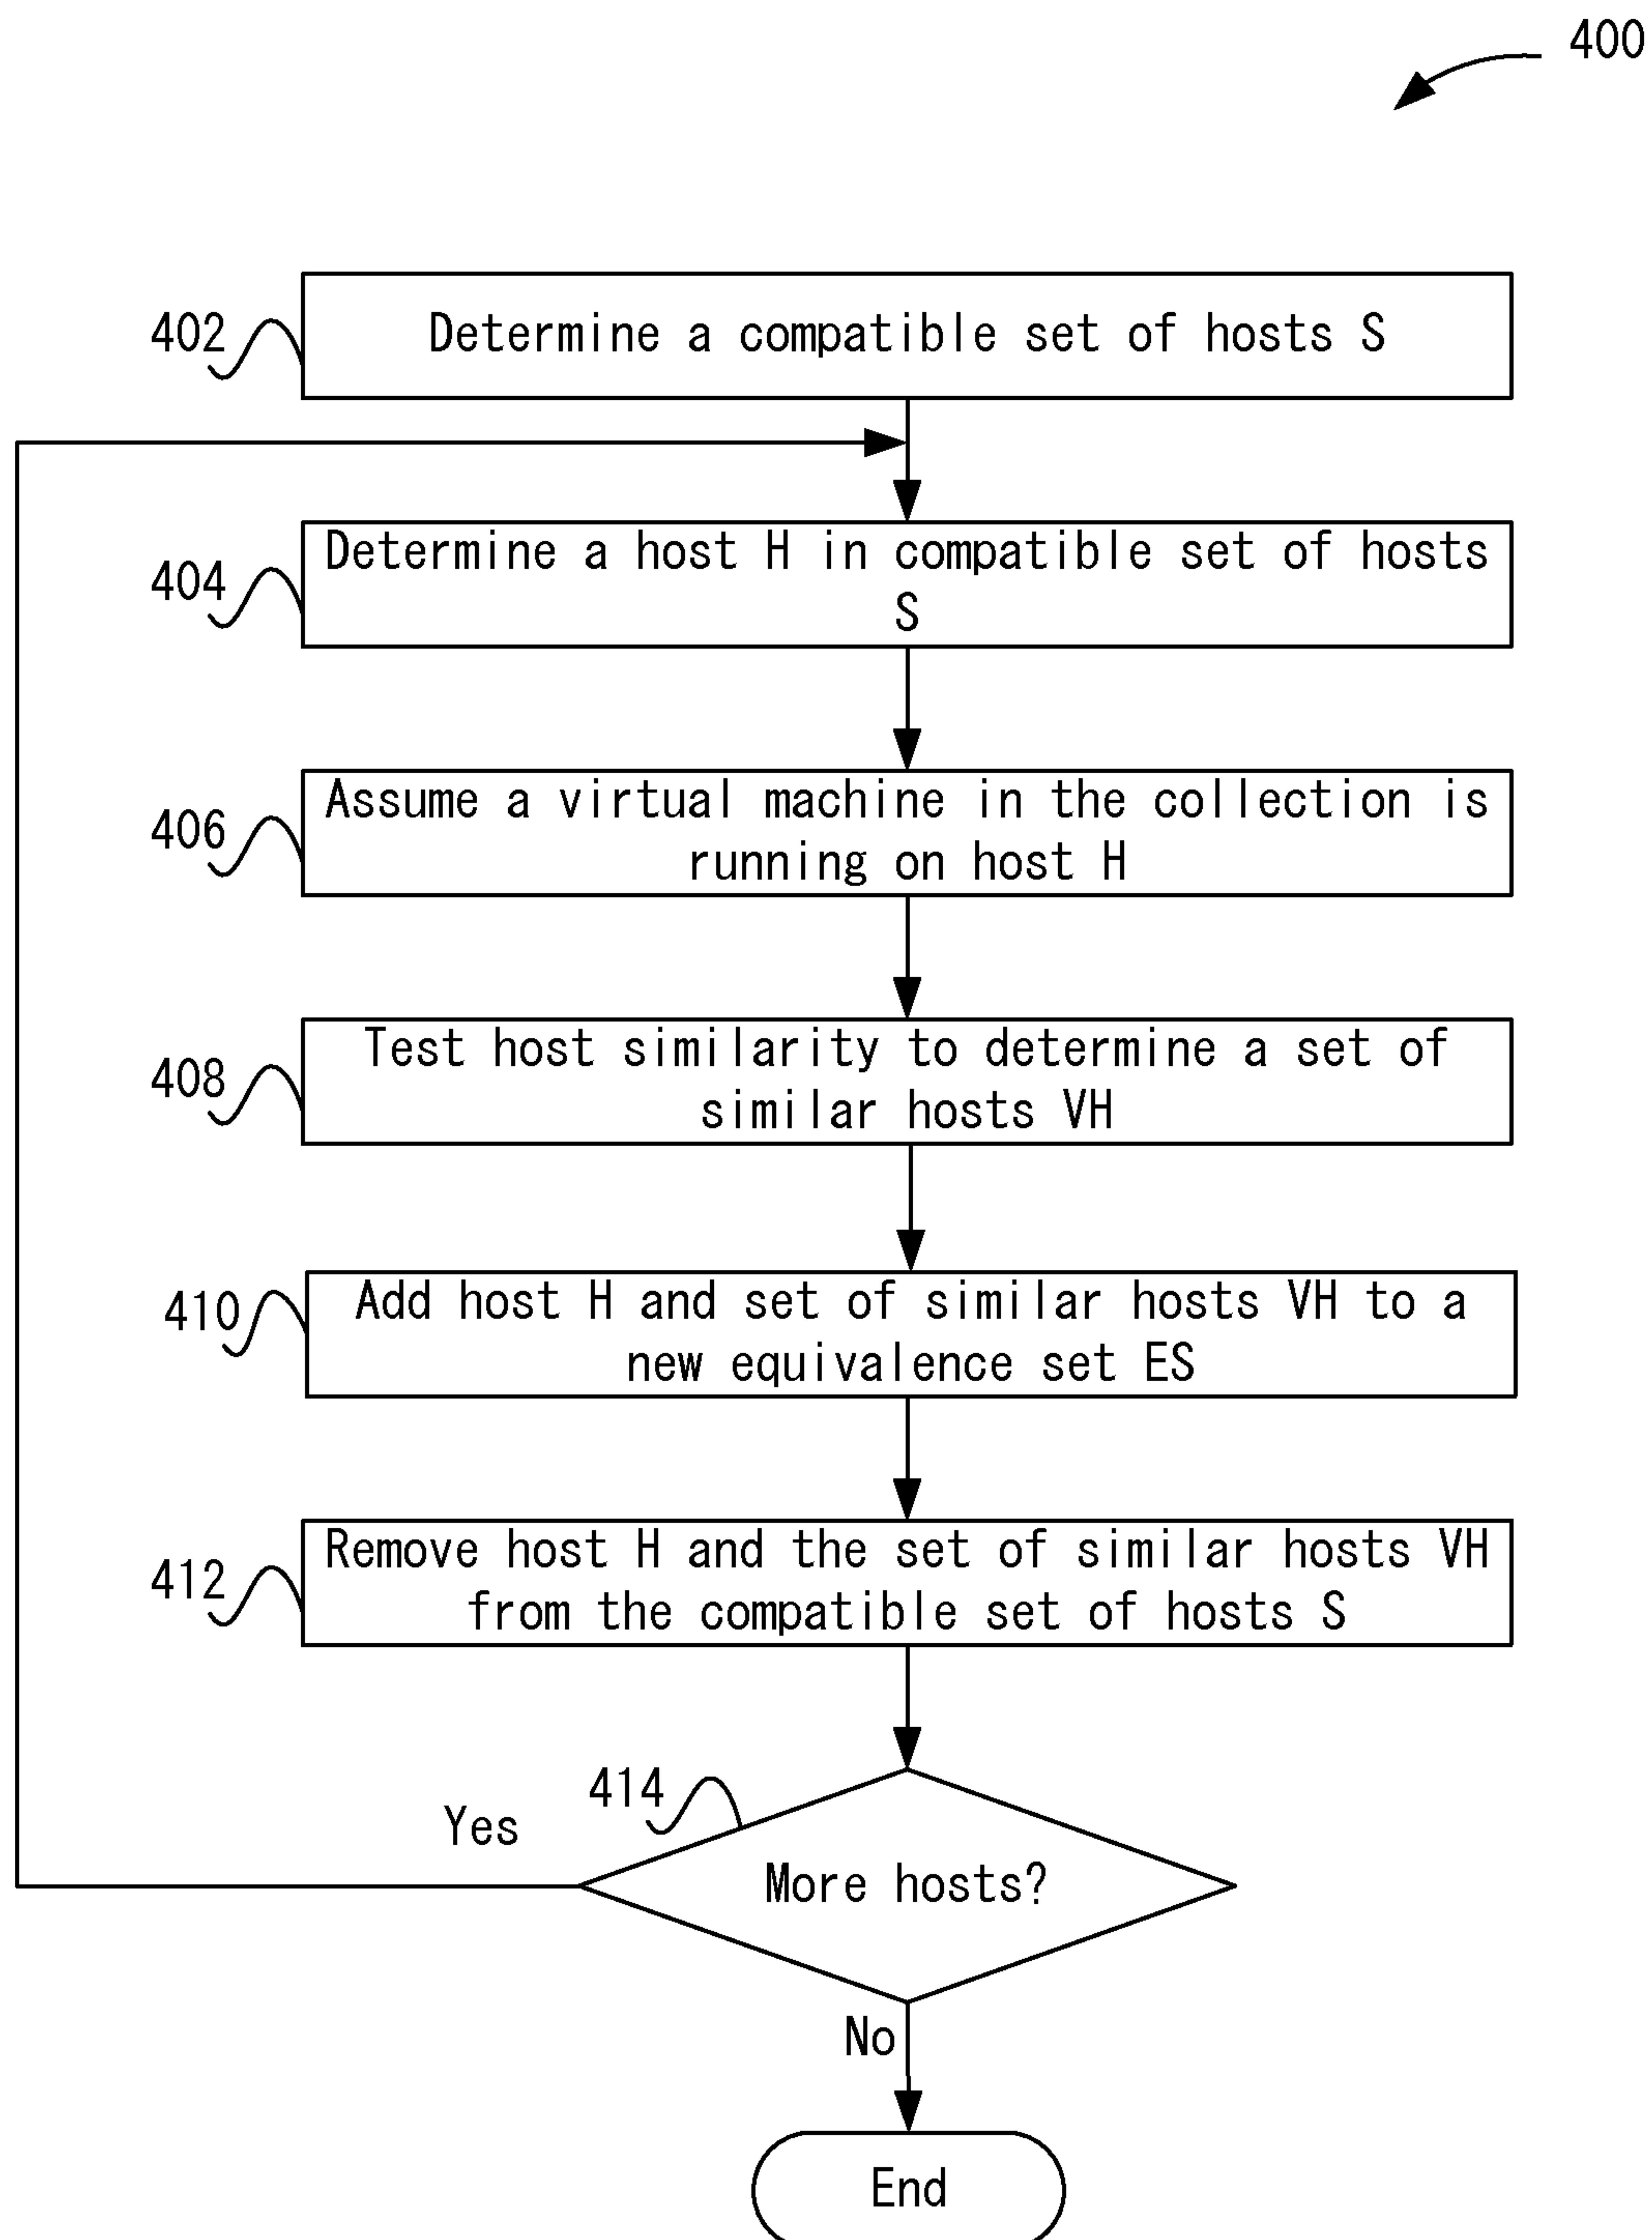 400
402
Determine a compatible set of hosts S
404
Determine a host H in compatible set of hosts
S
406
Assume a virtual machine in the collection is
running on host H
408
Test host similarity to determine a set of
similar hosts VH
410
Add host H and set of similar hosts VH to a
new equivalence set ES
412
Remove host H and the set of similar hosts VH
from the compatible set of hosts S
414
Yes
More hosts?
No
End